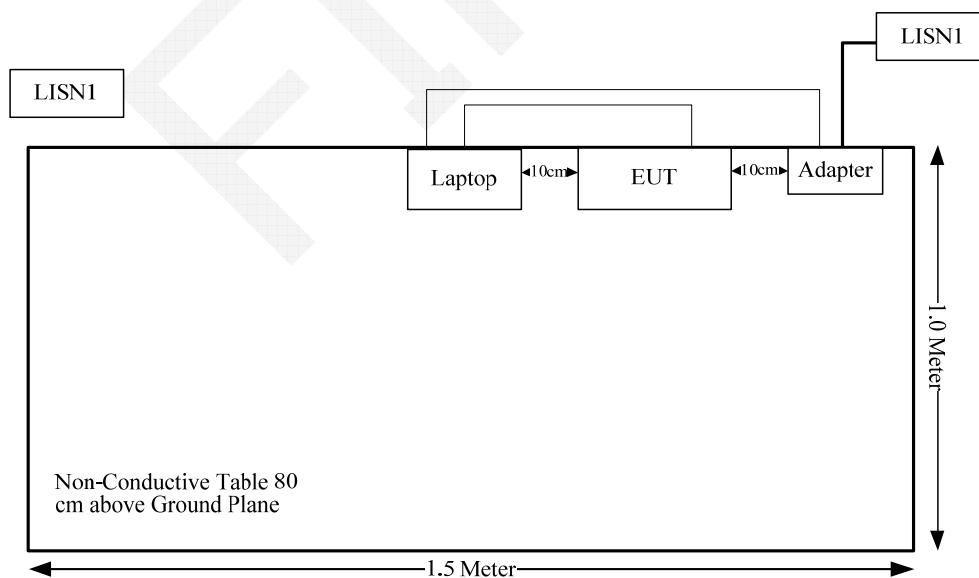 LISN1
LISN1
Laptop
10cm
EUT
10cm
Adapter
1.0 Meter
Non-Conductive Table 80
cm above Ground Plane
1.5 Meter